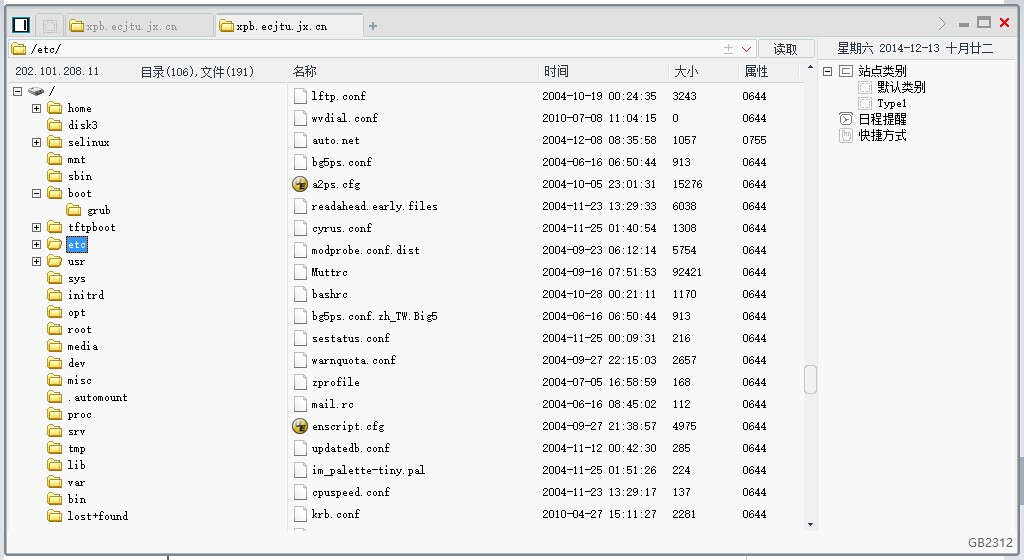 xpb.ecjtu.jx.cn xpb.ecjtu.jx.cn
/etc/ 读取 星期六 2014-12-13 十月廿二
202.101.208.11 目录(106),文件(191) 名称 时间 大小 属性
/
home
disk3
selinux
mnt
sbin
boot
grub
tftpboot
etc
usr
sys
initrd
opt
root
media
dev
misc
.automount
proc
srv
tmp
lib
var
bin
lost+found
lftp.conf 2004-10-19 00:24:35 3243 0644
wvdial.conf 2010-07-08 11:04:15 0 0644
auto.net 2004-12-08 08:35:58 1057 0755
bg5ps.conf 2004-06-16 06:50:44 913 0644
a2ps.cfg 2004-10-05 23:01:31 15276 0644
readahead.early.files 2004-11-23 13:29:33 6038 0644
cyrus.conf 2004-11-25 01:40:54 1308 0644
modprobe.conf.dist 2004-09-23 06:12:14 5754 0644
Muttrc 2004-09-16 07:51:53 92421 0644
bashrc 2004-10-28 00:21:11 1170 0644
bg5ps.conf.zh_TW.Big5 2004-06-16 06:50:44 913 0644
sestatus.conf 2004-11-25 00:09:31 216 0644
warnquota.conf 2004-09-27 22:15:03 2657 0644
zprofile 2004-07-05 16:58:59 168 0644
mail.rc 2004-06-16 08:45:02 112 0644
enscript.cfg 2004-09-27 21:38:57 4975 0644
updatedb.conf 2004-11-12 00:42:30 285 0644
im_palette-tiny.pal 2004-11-25 01:51:26 224 0644
cpuspeed.conf 2004-11-23 13:29:17 137 0644
krb.conf 2010-04-27 15:11:27 2281 0644
站点类别
默认类别
Type1
日程提醒
快捷方式
GB2312